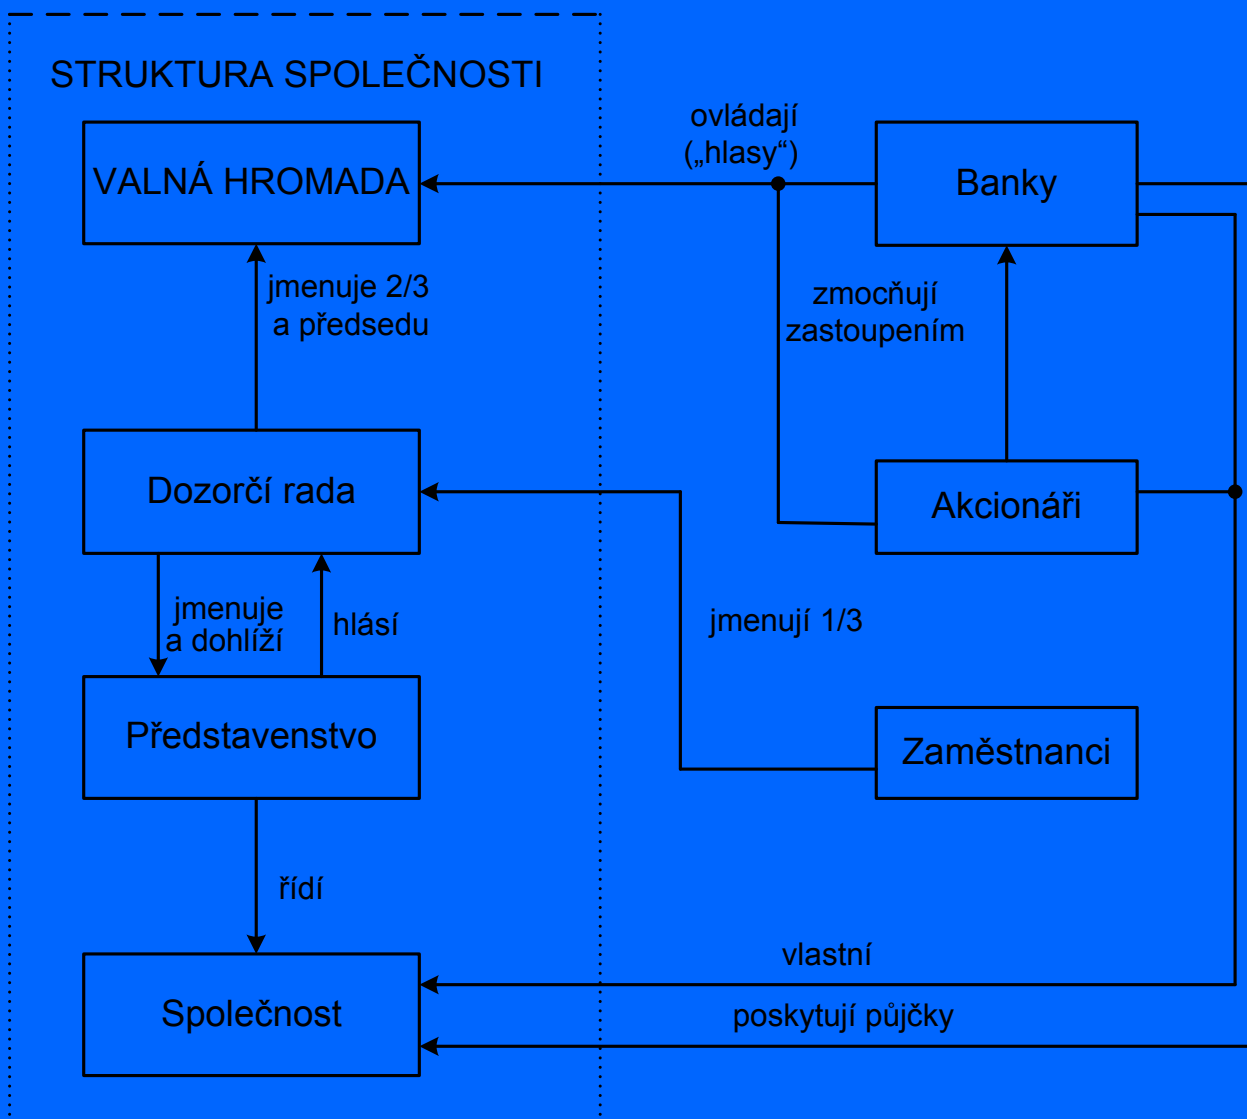 STRUKTURA SPOLEČNOSTI
VALNÁ HROMADA
jmenuje 2/3
a předsedu
Dozorčí rada
jmenuje
a dohlíží
hlásí
Představenstvo
řídí
Společnost
ovládají
(„hlasy“)
Banky
zmocňují
zastoupením
Akcionáři
jmenují 1/3
Zaměstnanci
vlastní
poskytují půjčky